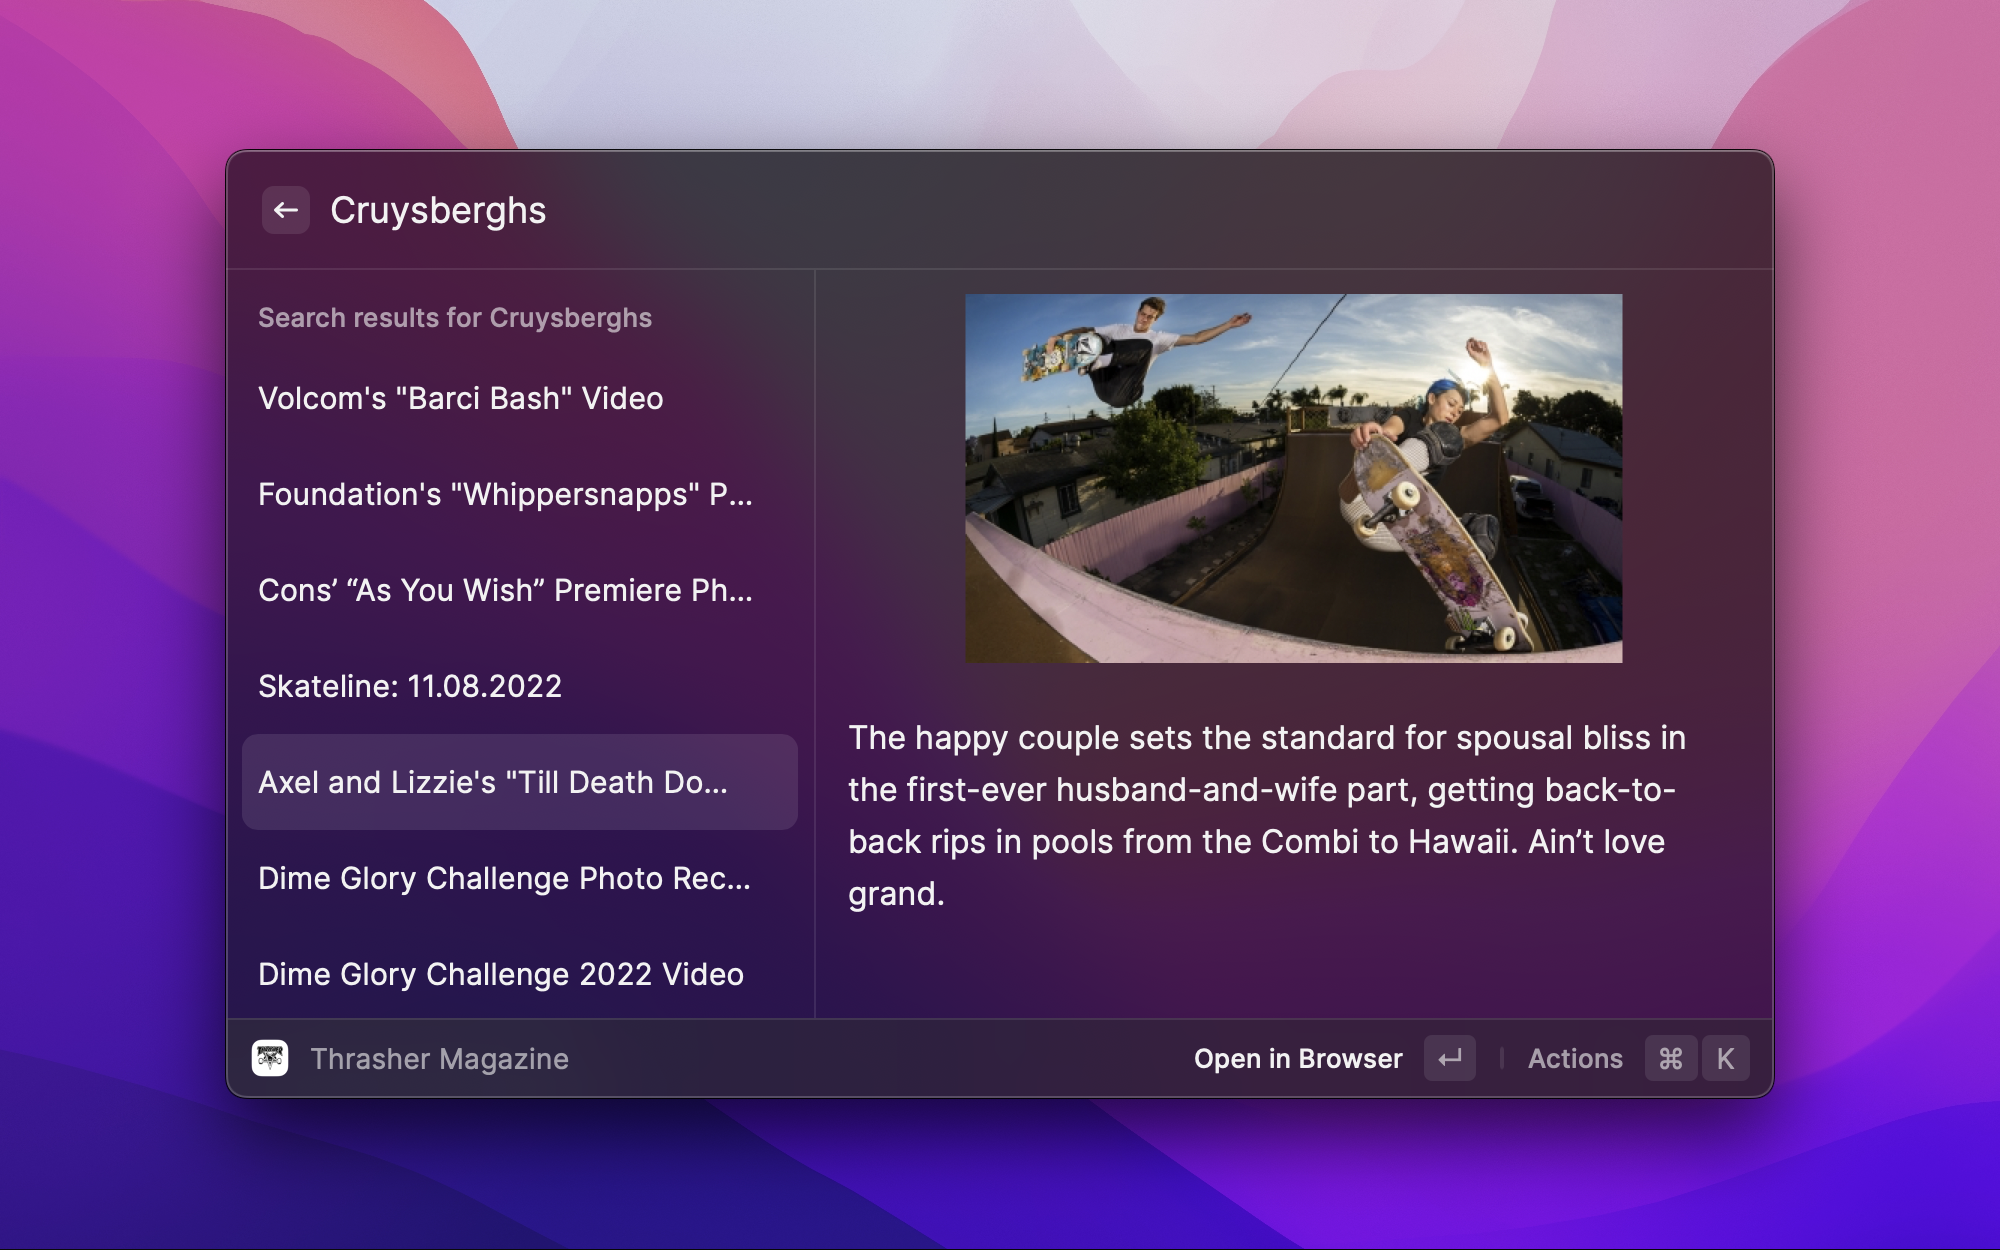 Cruysberghs
Search results for Cruysberghs
Volcom's "Barci Bash" Video
Foundation's "Whippersnapps" P...
Cons’ “As You Wish” Premiere Ph...
Skateline: 11.08.2022
Axel and Lizzie's "Till Death Do...
Dime Glory Challenge Photo Rec...
Dime Glory Challenge 2022 Video
The happy couple sets the standard for spousal bliss in
the first-ever husband-and-wife part, getting back-to-
back rips in pools from the Combi to Hawaii. Ain’t love
grand.
Thrasher Magazine
Open in Browser ↵ | Actions ⌘ K